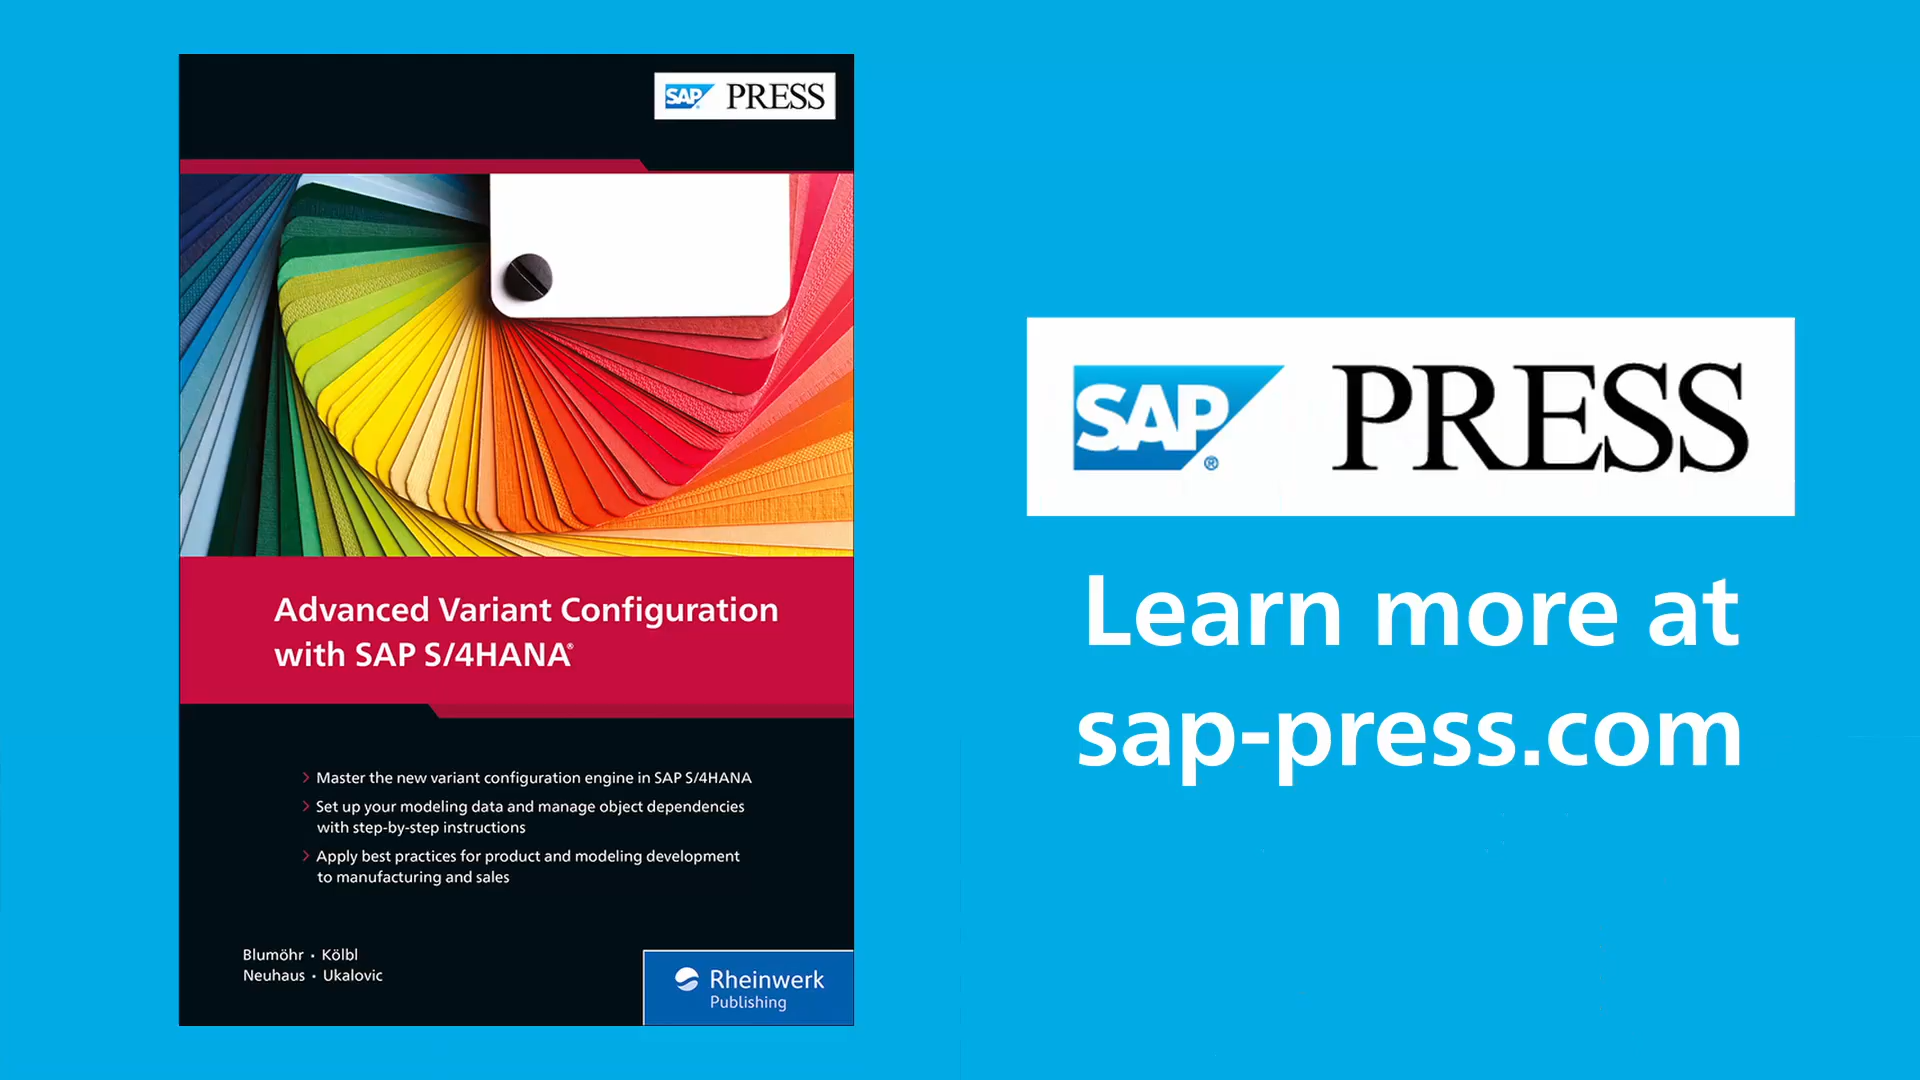 SAP PRESS
Advanced Variant Configuration
with SAP S/4HANA®
> Master the new variant configuration engine in SAP S/4HANA
> Set up your modeling data and manage object dependencies
with step-by-step instructions
> Apply best practices for product and modeling development
to manufacturing and sales
Blumöhr · Kölbl
Neuhaus · Ukalovic
Rheinwerk
Publishing
SAP® PRESS
Learn more at
sap-press.com